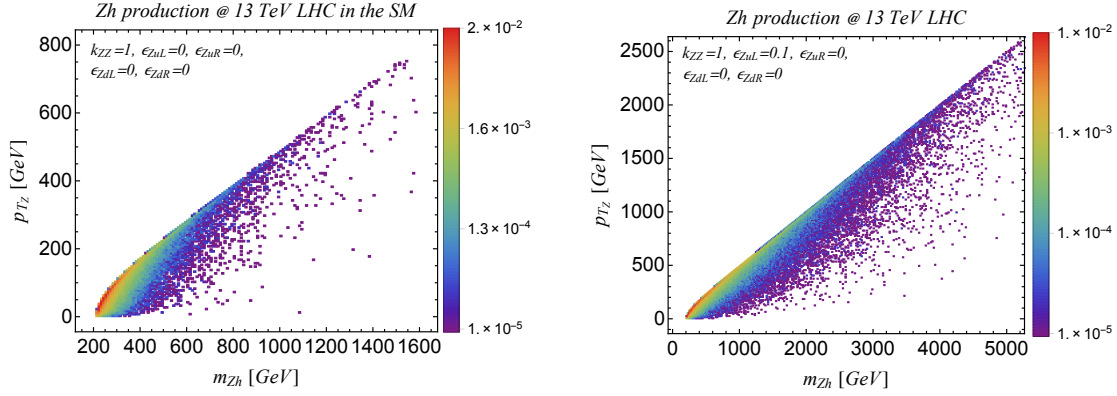 Zh production @ 13 TeV LHC in the SM
k_ZZ=1, ϵ_ZuL=0, ϵ_ZuR=0,
ϵ_ZdL=0, ϵ_ZdR=0
p_T_Z [GeV]
800
600
400
200
0
200 400 600 800 1000 1200 1400 1600
m_Zh [GeV]
2.×10⁻²
1.6×10⁻³
1.3×10⁻⁴
1.×10⁻⁵
Zh production @ 13 TeV LHC
k_ZZ=1, ϵ_ZuL=0.1, ϵ_ZuR=0,
ϵ_ZdL=0, ϵ_ZdR=0
p_T_Z [GeV]
2500
2000
1500
1000
500
0
0 1000 2000 3000 4000 5000
m_Zh [GeV]
1.×10⁻²
1.×10⁻³
1.×10⁻⁴
1.×10⁻⁵